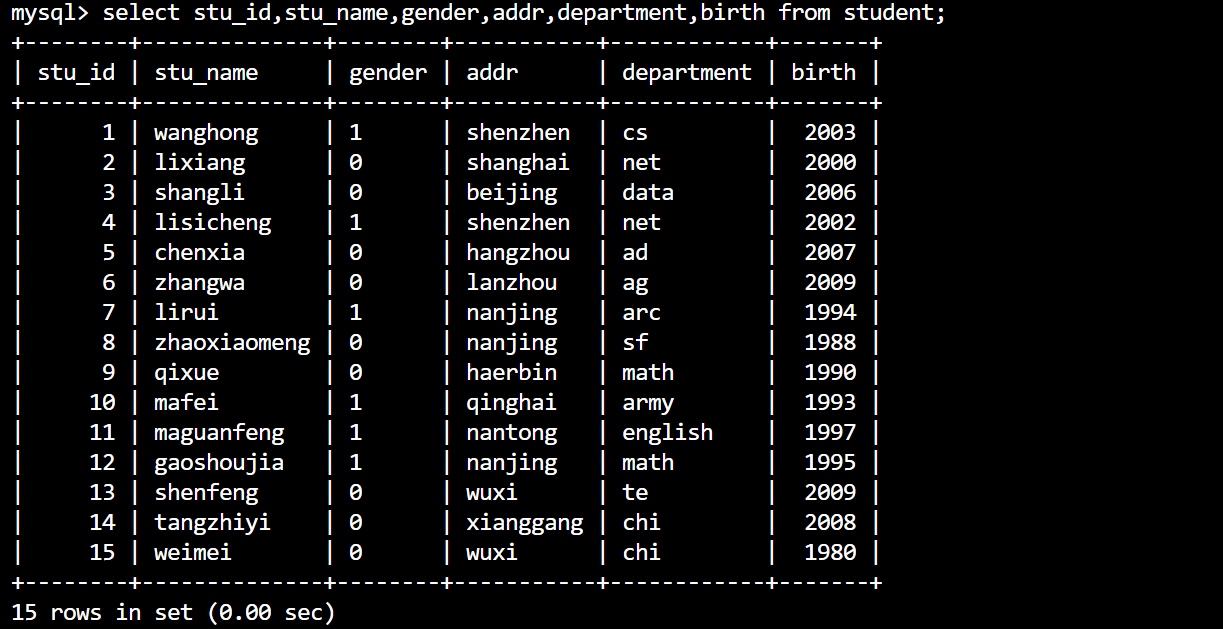 mysql> select stu_id,stu_name,gender,addr,department,birth from student;
+--------+--------------+--------+-----------+------------+-------+
| stu_id | stu_name     | gender | addr      | department | birth |
+--------+--------------+--------+-----------+------------+-------+
|      1 | wanghong     | 1      | shenzhen  | cs         |  2003 |
|      2 | lixiang      | 0      | shanghai  | net        |  2000 |
|      3 | shangli      | 0      | beijing   | data       |  2006 |
|      4 | lisicheng    | 1      | shenzhen  | net        |  2002 |
|      5 | chenxia      | 0      | hangzhou  | ad         |  2007 |
|      6 | zhangwa      | 0      | lanzhou   | ag         |  2009 |
|      7 | lirui        | 1      | nanjing   | arc        |  1994 |
|      8 | zhaoxiaomeng | 0      | nanjing   | sf         |  1988 |
|      9 | qixue        | 0      | haerbin   | math       |  1990 |
|     10 | mafei        | 1      | qinghai   | army       |  1993 |
|     11 | maguanfeng   | 1      | nantong   | english    |  1997 |
|     12 | gaoshoujia   | 1      | nanjing   | math       |  1995 |
|     13 | shenfeng     | 0      | wuxi      | te         |  2009 |
|     14 | tangzhiyi    | 0      | xianggang | chi        |  2008 |
|     15 | weimei       | 0      | wuxi      | chi        |  1980 |
+--------+--------------+--------+-----------+------------+-------+
15 rows in set (0.00 sec)